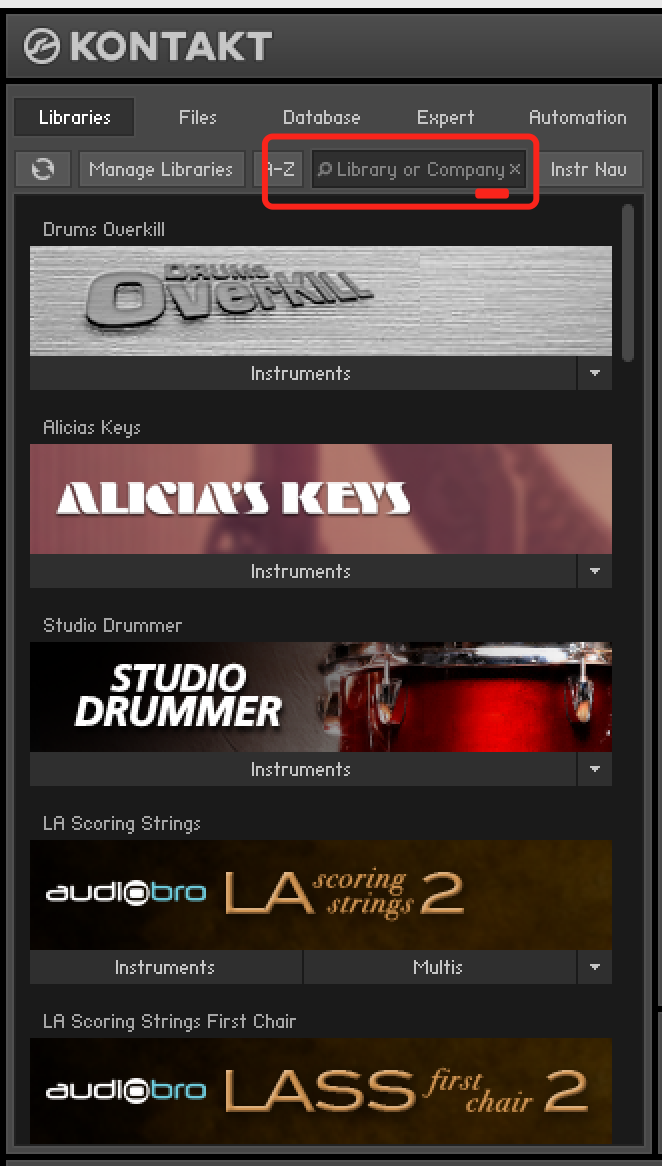 KONTAKT
Libraries Files Database Expert Automation
Manage Libraries A-Z Library or Company × Instr Nav
Drums Overkill
DRUMS
OVERKILL
Instruments
Alicias Keys
ALICIA'S KEYS
Instruments
Studio Drummer
STUDIO
DRUMMER
Instruments
LA Scoring Strings
audiobro LA scoring strings 2
Instruments Multis
LA Scoring Strings First Chair
audiobro LASS first chair 2